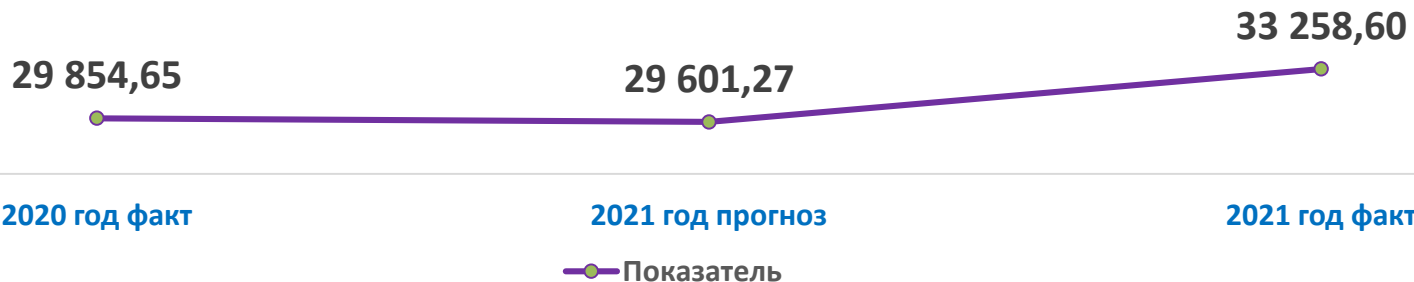 33 258,60
29 854,65
29 601,27
2020 год факт
2021 год прогноз
2021 год факт
Показатель